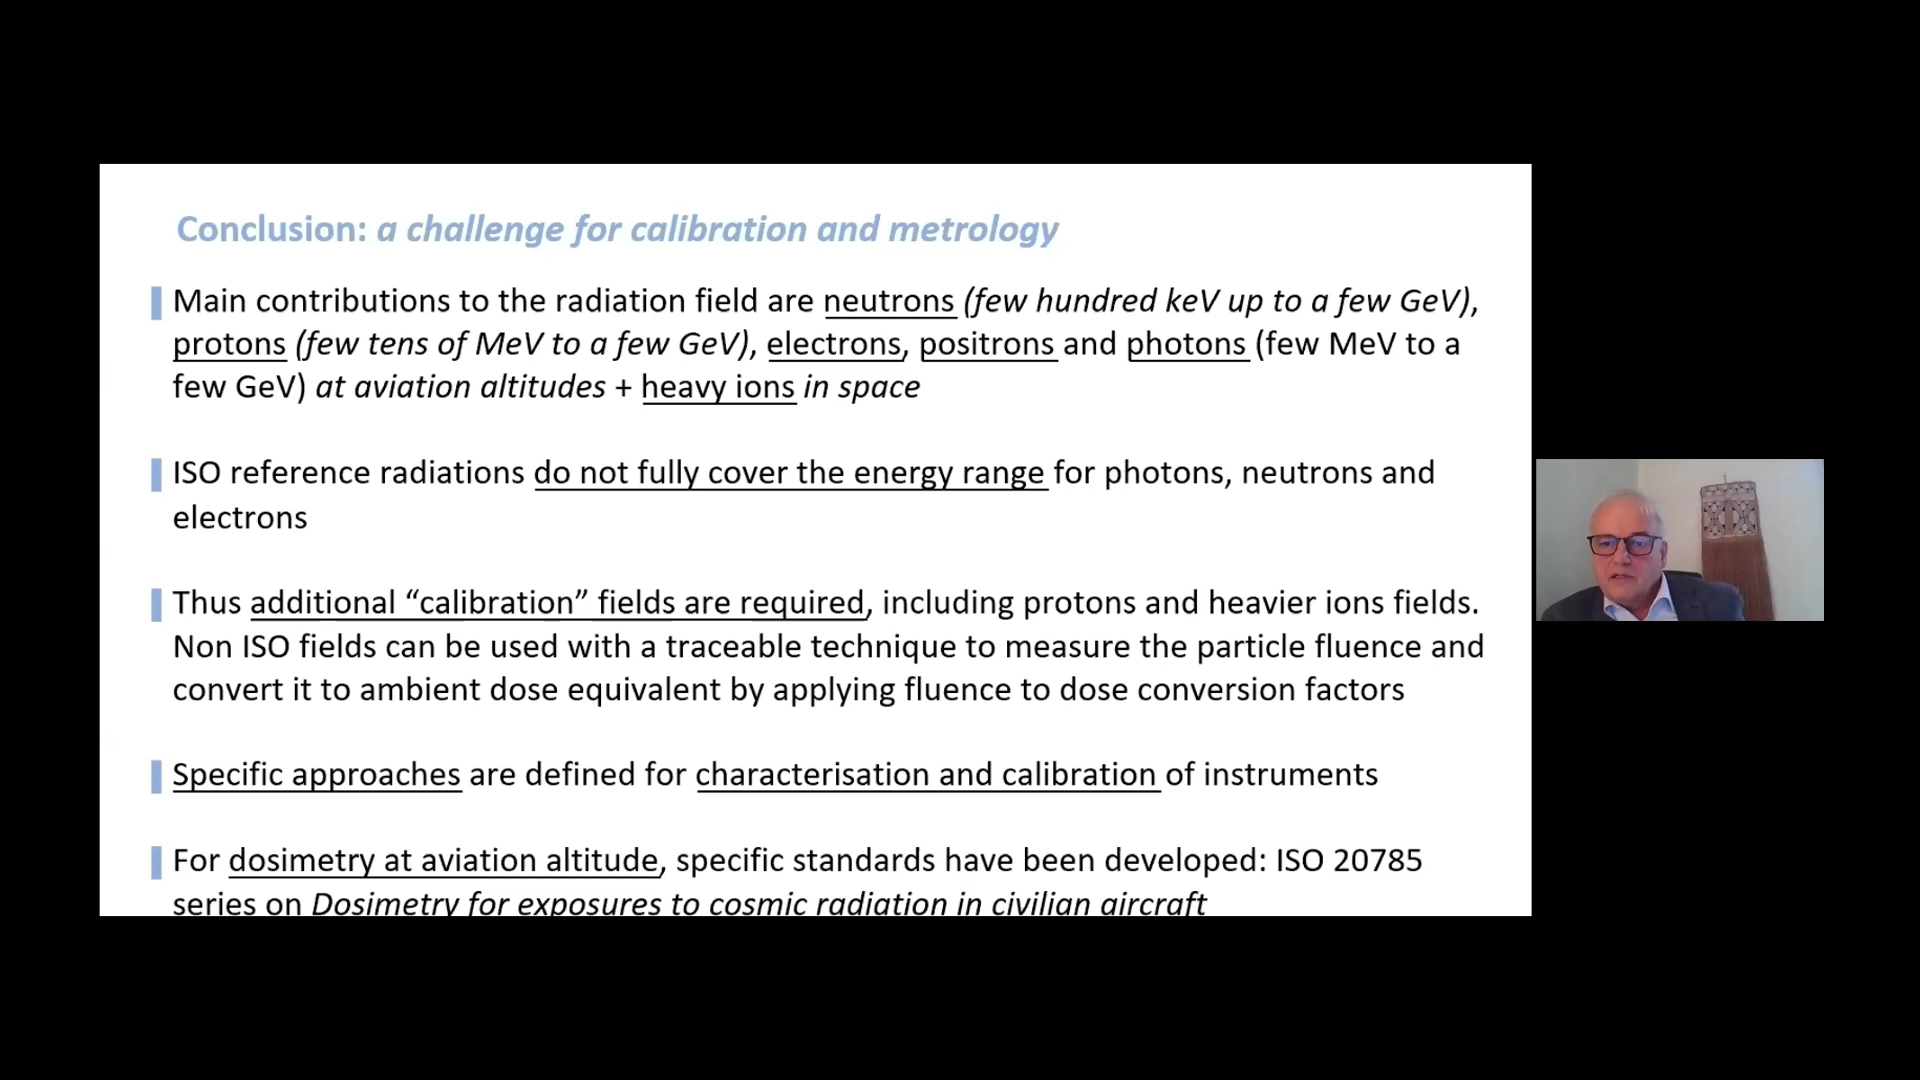 Conclusion: a challenge for calibration and metrology
Main contributions to the radiation field are neutrons (few hundred keV up to a few GeV),
protons (few tens of MeV to a few GeV), electrons, positrons and photons (few MeV to a
few GeV) at aviation altitudes + heavy ions in space
ISO reference radiations do not fully cover the energy range for photons, neutrons and
electrons
Thus additional “calibration” fields are required, including protons and heavier ions fields.
Non ISO fields can be used with a traceable technique to measure the particle fluence and
convert it to ambient dose equivalent by applying fluence to dose conversion factors
Specific approaches are defined for characterisation and calibration of instruments
For dosimetry at aviation altitude, specific standards have been developed: ISO 20785
series on Dosimetry for exposures to cosmic radiation in civilian aircraft